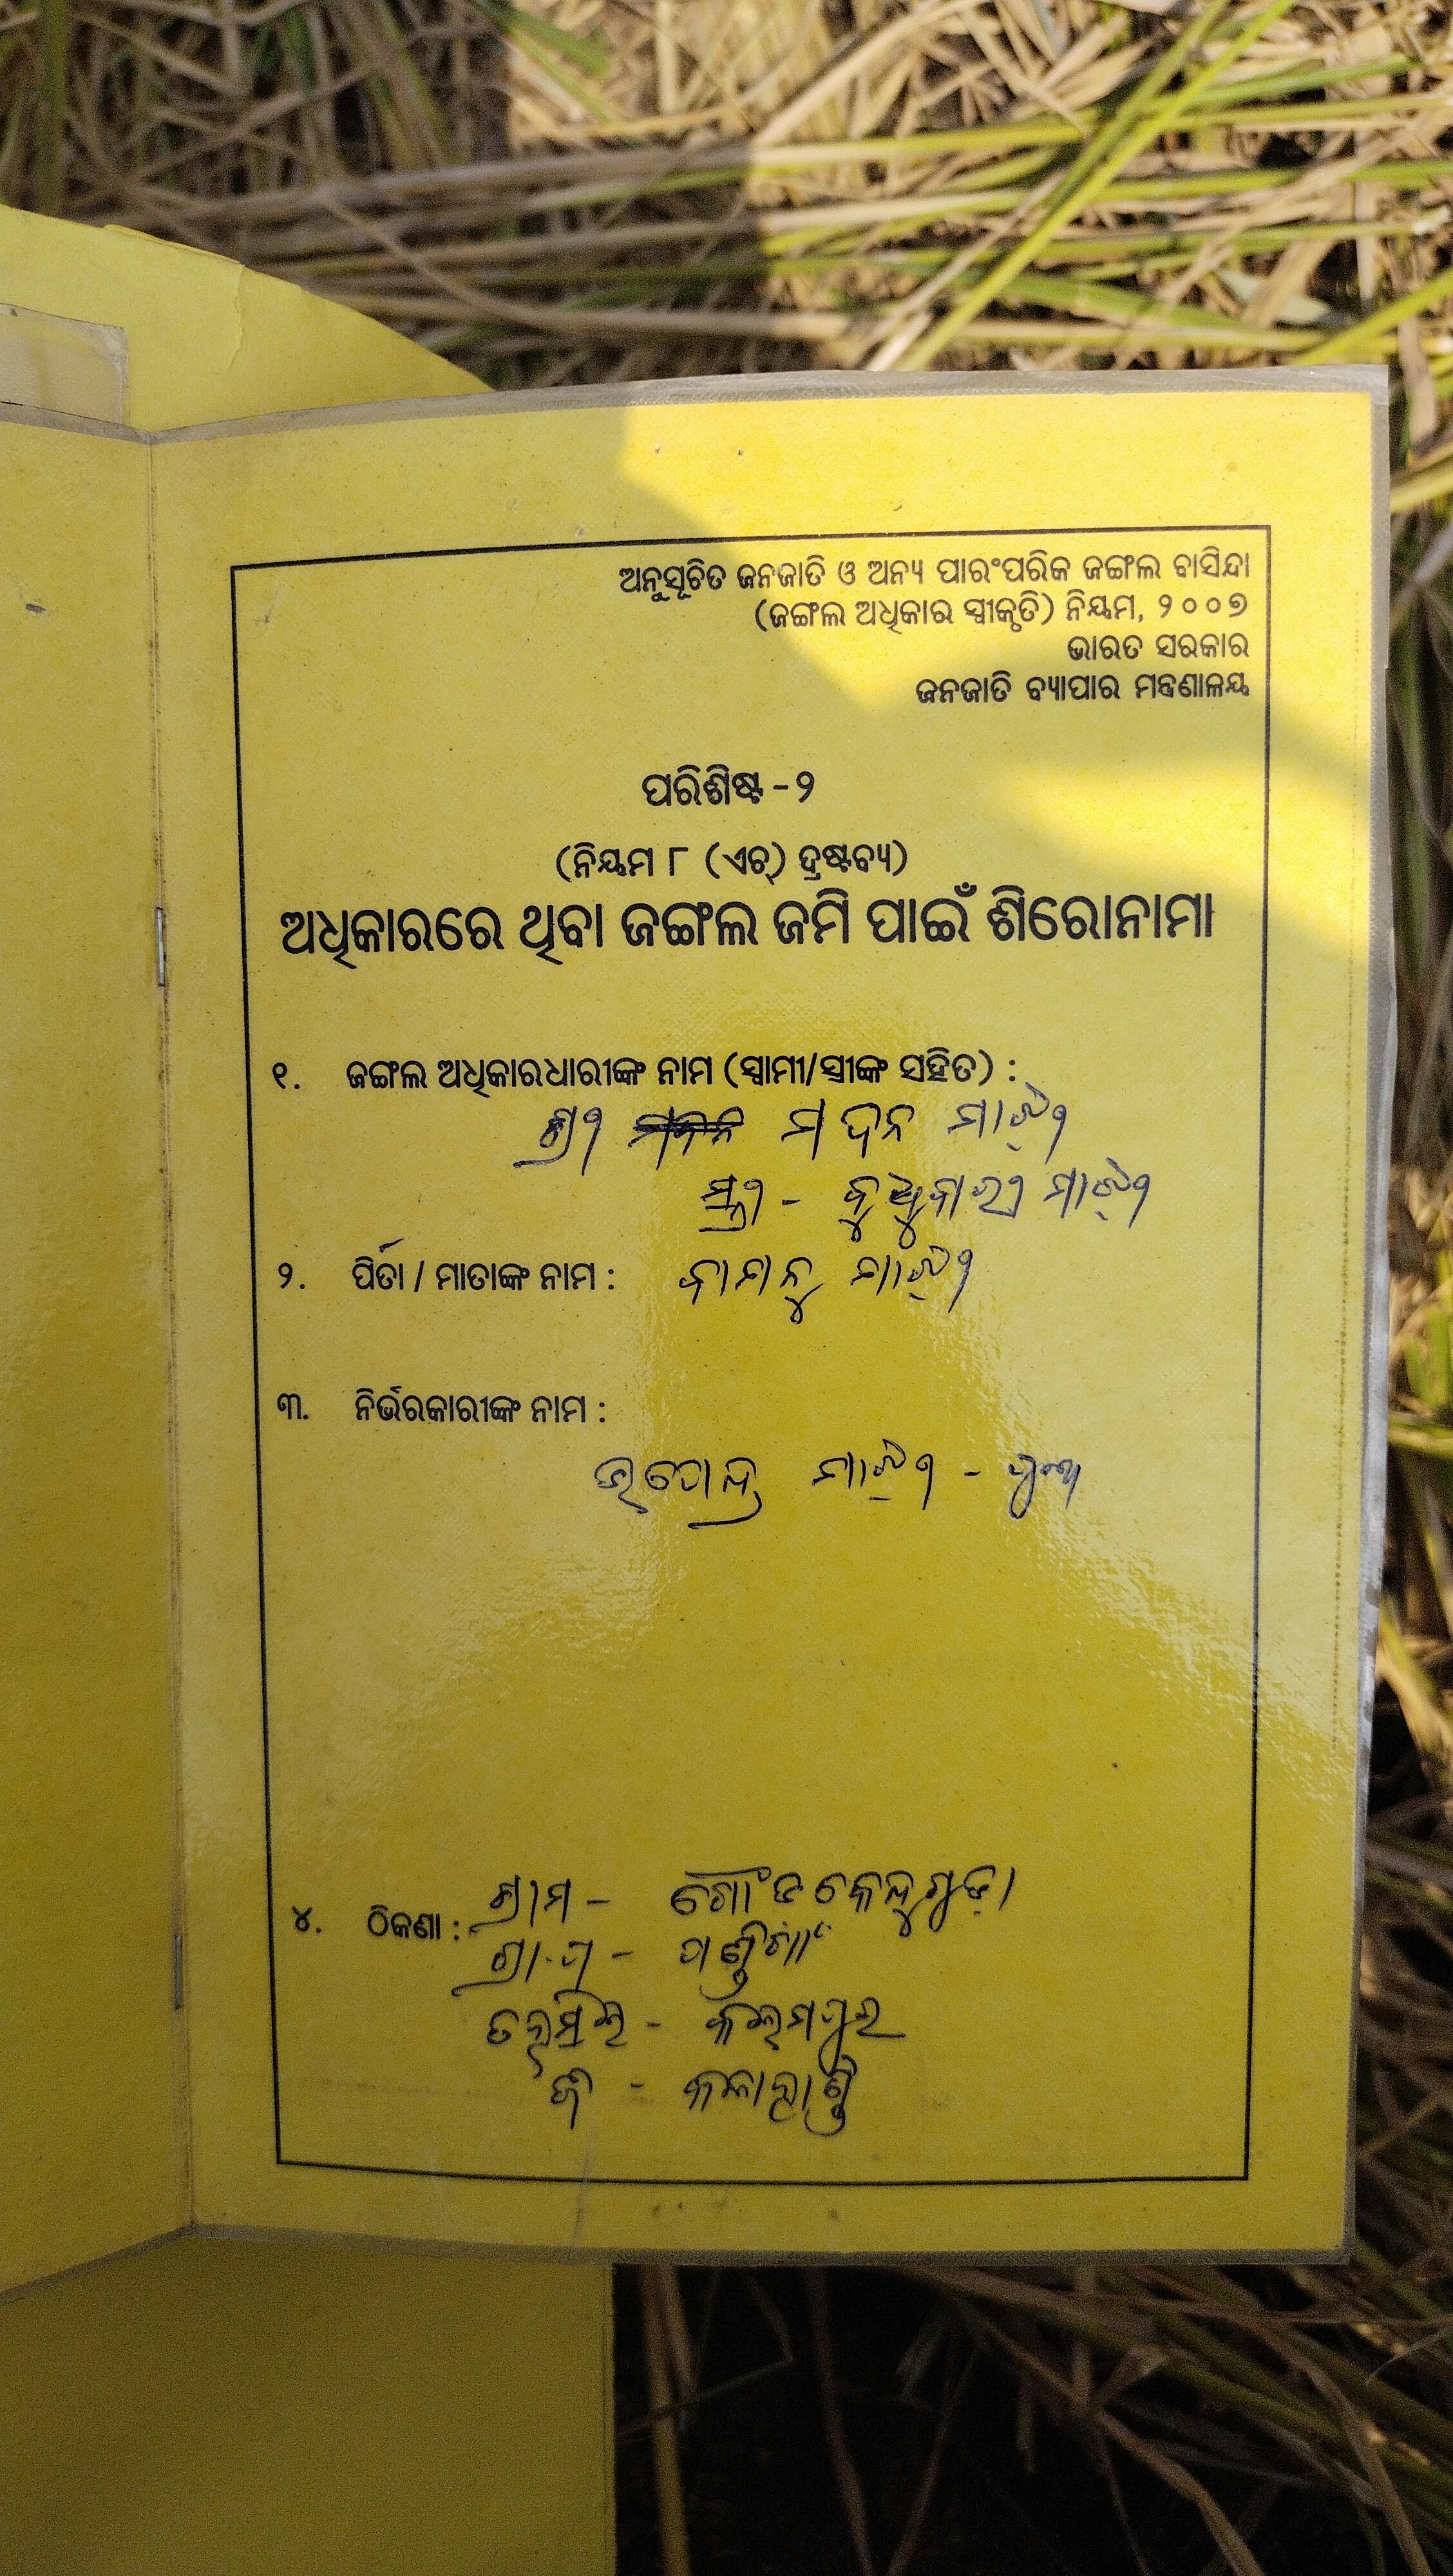 ଅନୁସୂଚିତ ଜନଜାତି ଓ ଅନ୍ୟ ପାରଂପରିକ ଜଙ୍ଗଲ ବାସିନ୍ଦା
(ଜଙ୍ଗଲ ଅଧିକାର ସ୍ୱୀକୃତି) ନିୟମ, ୨୦୦୭
ଭାରତ ସରକାର
ଜନଜାତି ବ୍ୟାପାର ମନ୍ତ୍ରଣାଳୟ
ପରିଶିଷ୍ଟ - ୨
(ନିୟମ ୮ (ଏଚ୍) ଦ୍ରଷ୍ଟବ୍ୟ)
ଅଧିକାରରେ ଥିବା ଜଙ୍ଗଲ ଜମି ପାଇଁ ଶିରୋନାମା
୧. ଜଙ୍ଗଲ ଅଧିକାରଧାରୀଙ୍କ ନାମ (ସ୍ୱାମୀ/ସ୍ତ୍ରୀଙ୍କ ସହିତ) :
ଶ୍ରୀ ମଦନ ମାଝୀ
ସ୍ତ୍ରୀ - ବୁଧୁବାରୀ ମାଝୀ
୨. ପିତା / ମାତାଙ୍କ ନାମ : ମାଝୀ
୩. ନିର୍ଭରକାରୀଙ୍କ ନାମ :
ଉପେନ୍ଦ୍ର ମାଝୀ - ପୁଅ
୪. ଠିକଣା : ଗ୍ରାମ - ଗୋଂଡ କେନ୍ଦୁଗୁଡ଼ା
ଗ୍ରା.ପ -
ତହସିଲ -
ଜି - କଳାହାଣ୍ଡି